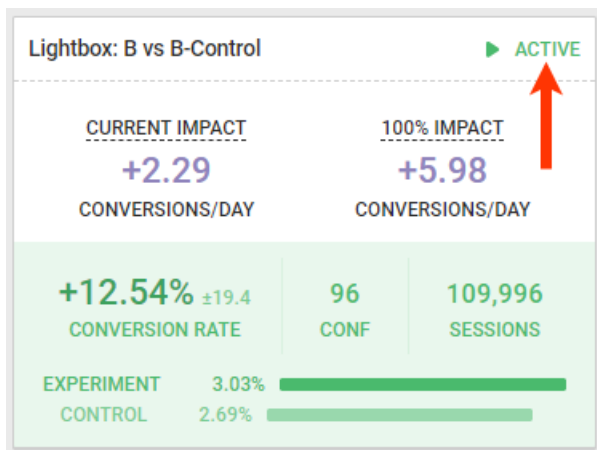 Lightbox: B vs B-Control ACTIVE
CURRENT IMPACT 100% IMPACT
+2.29 +5.98
CONVERSIONS/DAY CONVERSIONS/DAY
+12.54% ±19.4 96 109,996
CONVERSION RATE CONF SESSIONS
EXPERIMENT 3.03%
CONTROL 2.69%